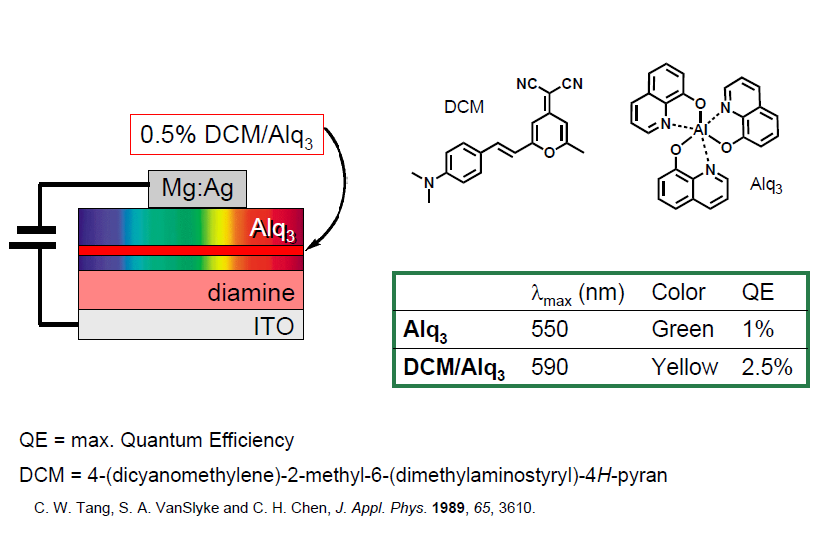 0.5% DCM/Alq3
Mg:Ag
Alq3
diamine
ITO
DCM
NC CN
O
N
Alq3
O
N
N
Al
O
O
N
λmax (nm) Color QE
Alq3 550 Green 1%
DCM/Alq3 590 Yellow 2.5%
QE = max. Quantum Efficiency
DCM = 4-(dicyanomethylene)-2-methyl-6-(dimethylaminostyryl)-4H-pyran
C. W. Tang, S. A. VanSlyke and C. H. Chen, J. Appl. Phys. 1989, 65, 3610.